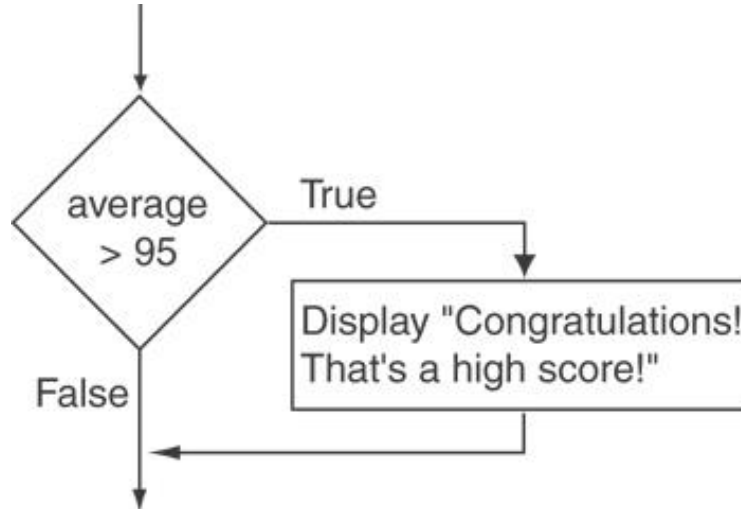 average
> 95
True
Display "Congratulations!
That's a high score!"
False